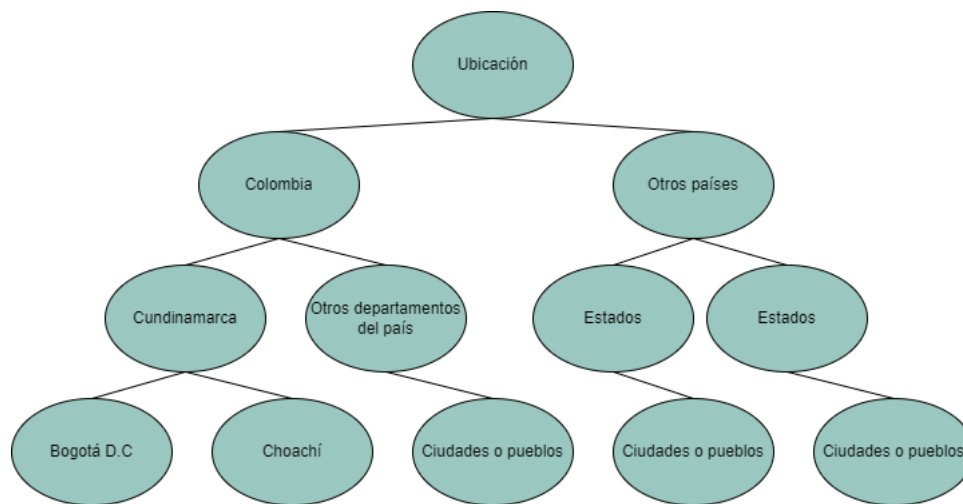 Ubicación
Colombia
Otros países
Cundinamarca
Otros departamentos
del país
Estados
Estados
Bogotá D.C
Choachí
Ciudades o pueblos
Ciudades o pueblos
Ciudades o pueblos